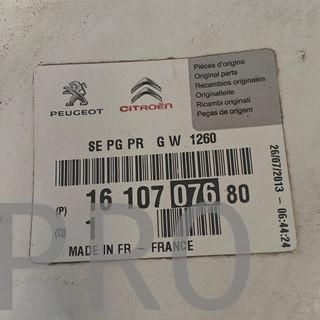 PEUGEOT
CITROËN
Pièces d'origine
Original parts
Recambios originales
Originalteile
Ricambi originali
Peças de origem
SE PG PR G W 1260
(P) 16 107 076 80
(Q) 1
MADE IN FR - FRANCE
26/07/2013 - 06:44:24
PRO